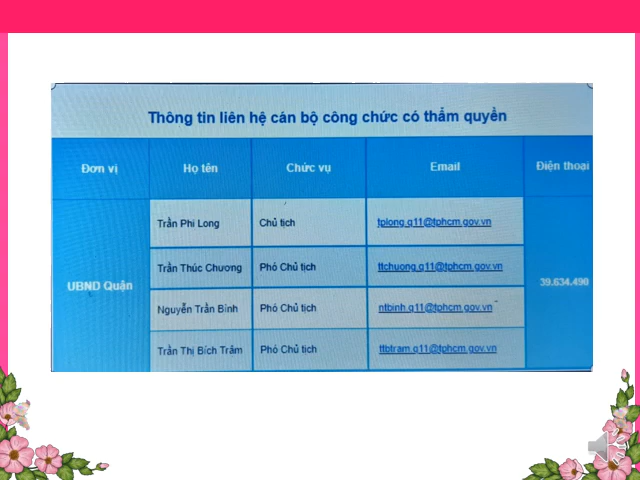 Thông tin liên hệ cán bộ công chức có thẩm quyền
Đơn vị Họ tên Chức vụ Email Điện thoại
Trần Phi Long Chủ tịch tplong.q11@tphcm.gov.vn
Trần Thúc Chương Phó Chủ tịch ttchuong.q11@tphcm.gov.vn
UBND Quận 39.634.490
Nguyễn Trần Bình Phó Chủ tịch ntbinh.q11@tphcm.gov.vn
Trần Thị Bích Trâm Phó Chủ tịch ttbtram.q11@tphcm.gov.vn